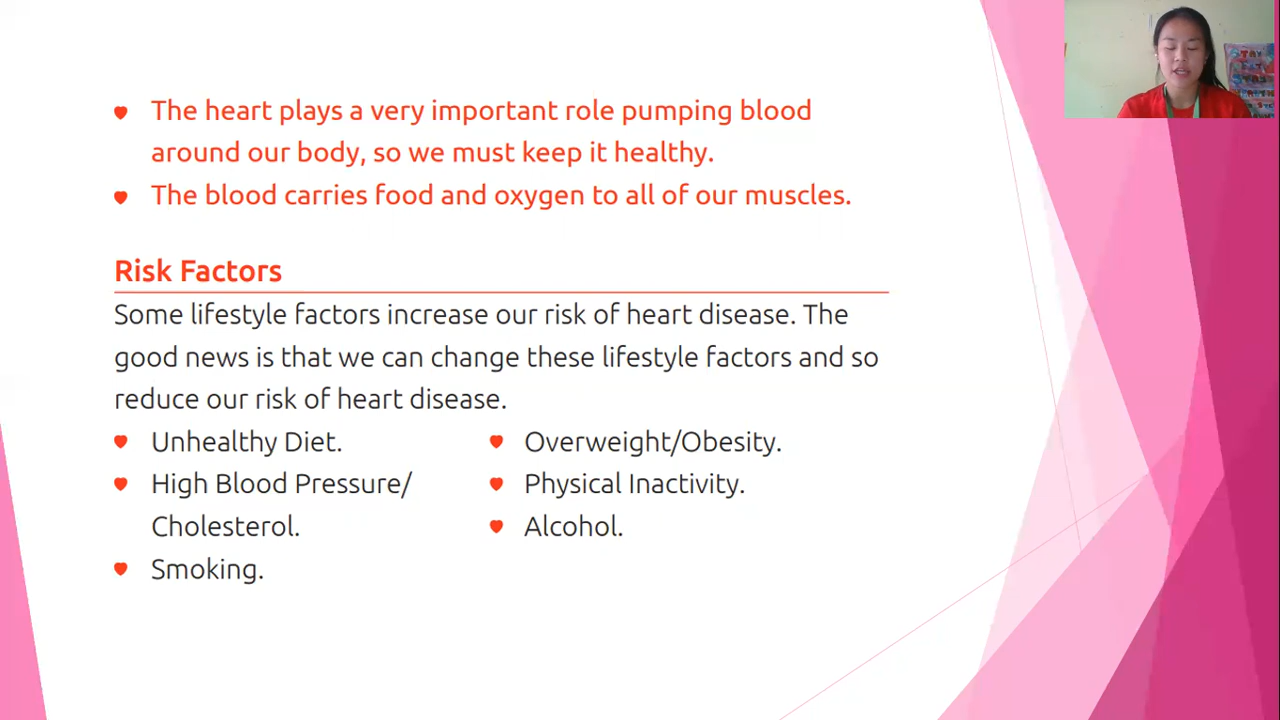 The heart plays a very important role pumping blood
around our body, so we must keep it healthy.
The blood carries food and oxygen to all of our muscles.
Risk Factors
Some lifestyle factors increase our risk of heart disease. The
good news is that we can change these lifestyle factors and so
reduce our risk of heart disease.
Unhealthy Diet.
High Blood Pressure/
Cholesterol.
Smoking.
Overweight/Obesity.
Physical Inactivity.
Alcohol.